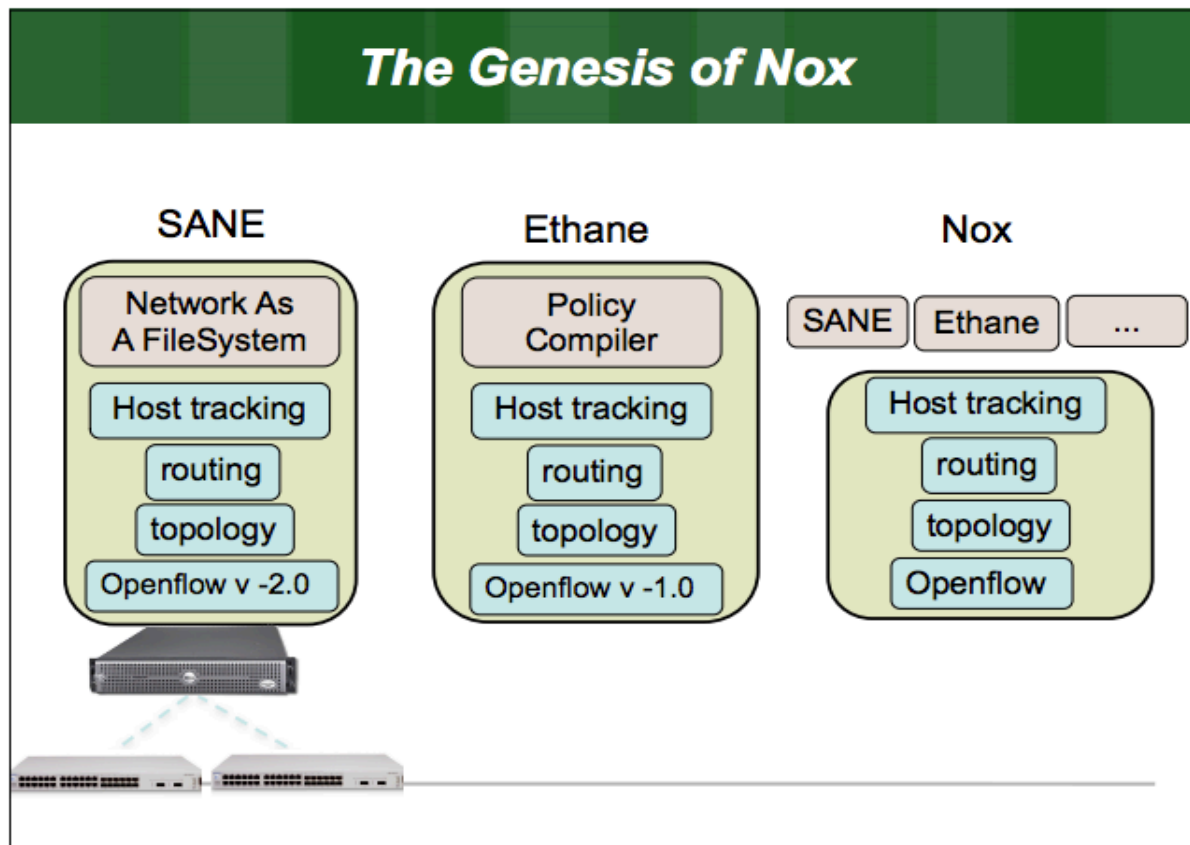 The Genesis of Nox
SANE
Network As
A FileSystem
Host tracking
routing
topology
Openflow v -2.0
Ethane
Policy
Compiler
Host tracking
routing
topology
Openflow v -1.0
Nox
SANE
Ethane
...
Host tracking
routing
topology
Openflow